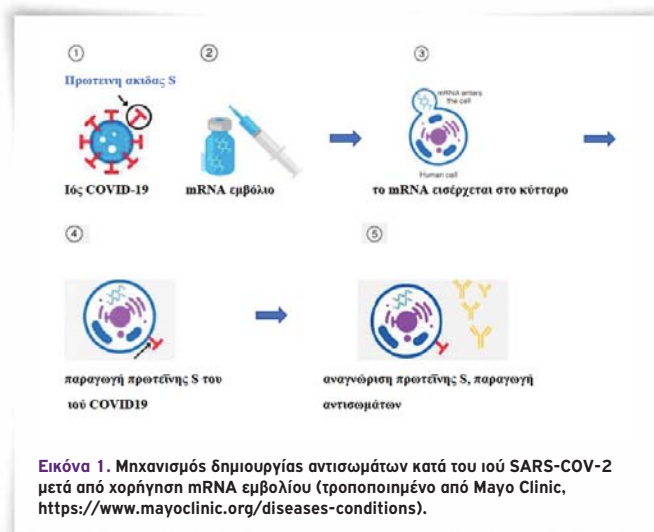 ①
②
③
Πρωτεινη ακιδας S
mRNA enters
the cell
Human cell
Ιός COVID-19
mRNA εμβόλιο
το mRNA εισέρχεται στο κύτταρο
④
⑤
παραγωγή πρωτεΐνης S του
ιού COVID19
αναγνώριση πρωτεΐνης S, παραγωγή
αντισωμάτων
Εικόνα 1. Μηχανισμός δημιουργίας αντισωμάτων κατά του ιού SARS-COV-2
μετά από χορήγηση mRNA εμβολίου (τροποποιημένο από Mayo Clinic,
https://www.mayoclinic.org/diseases-conditions).